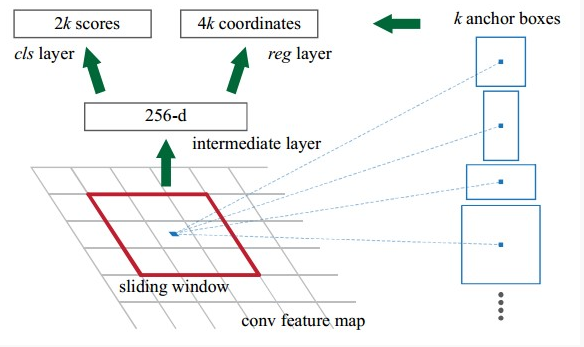 2k scores
4k coordinates
k anchor boxes
cls layer
reg layer
256-d
intermediate layer
sliding window
conv feature map